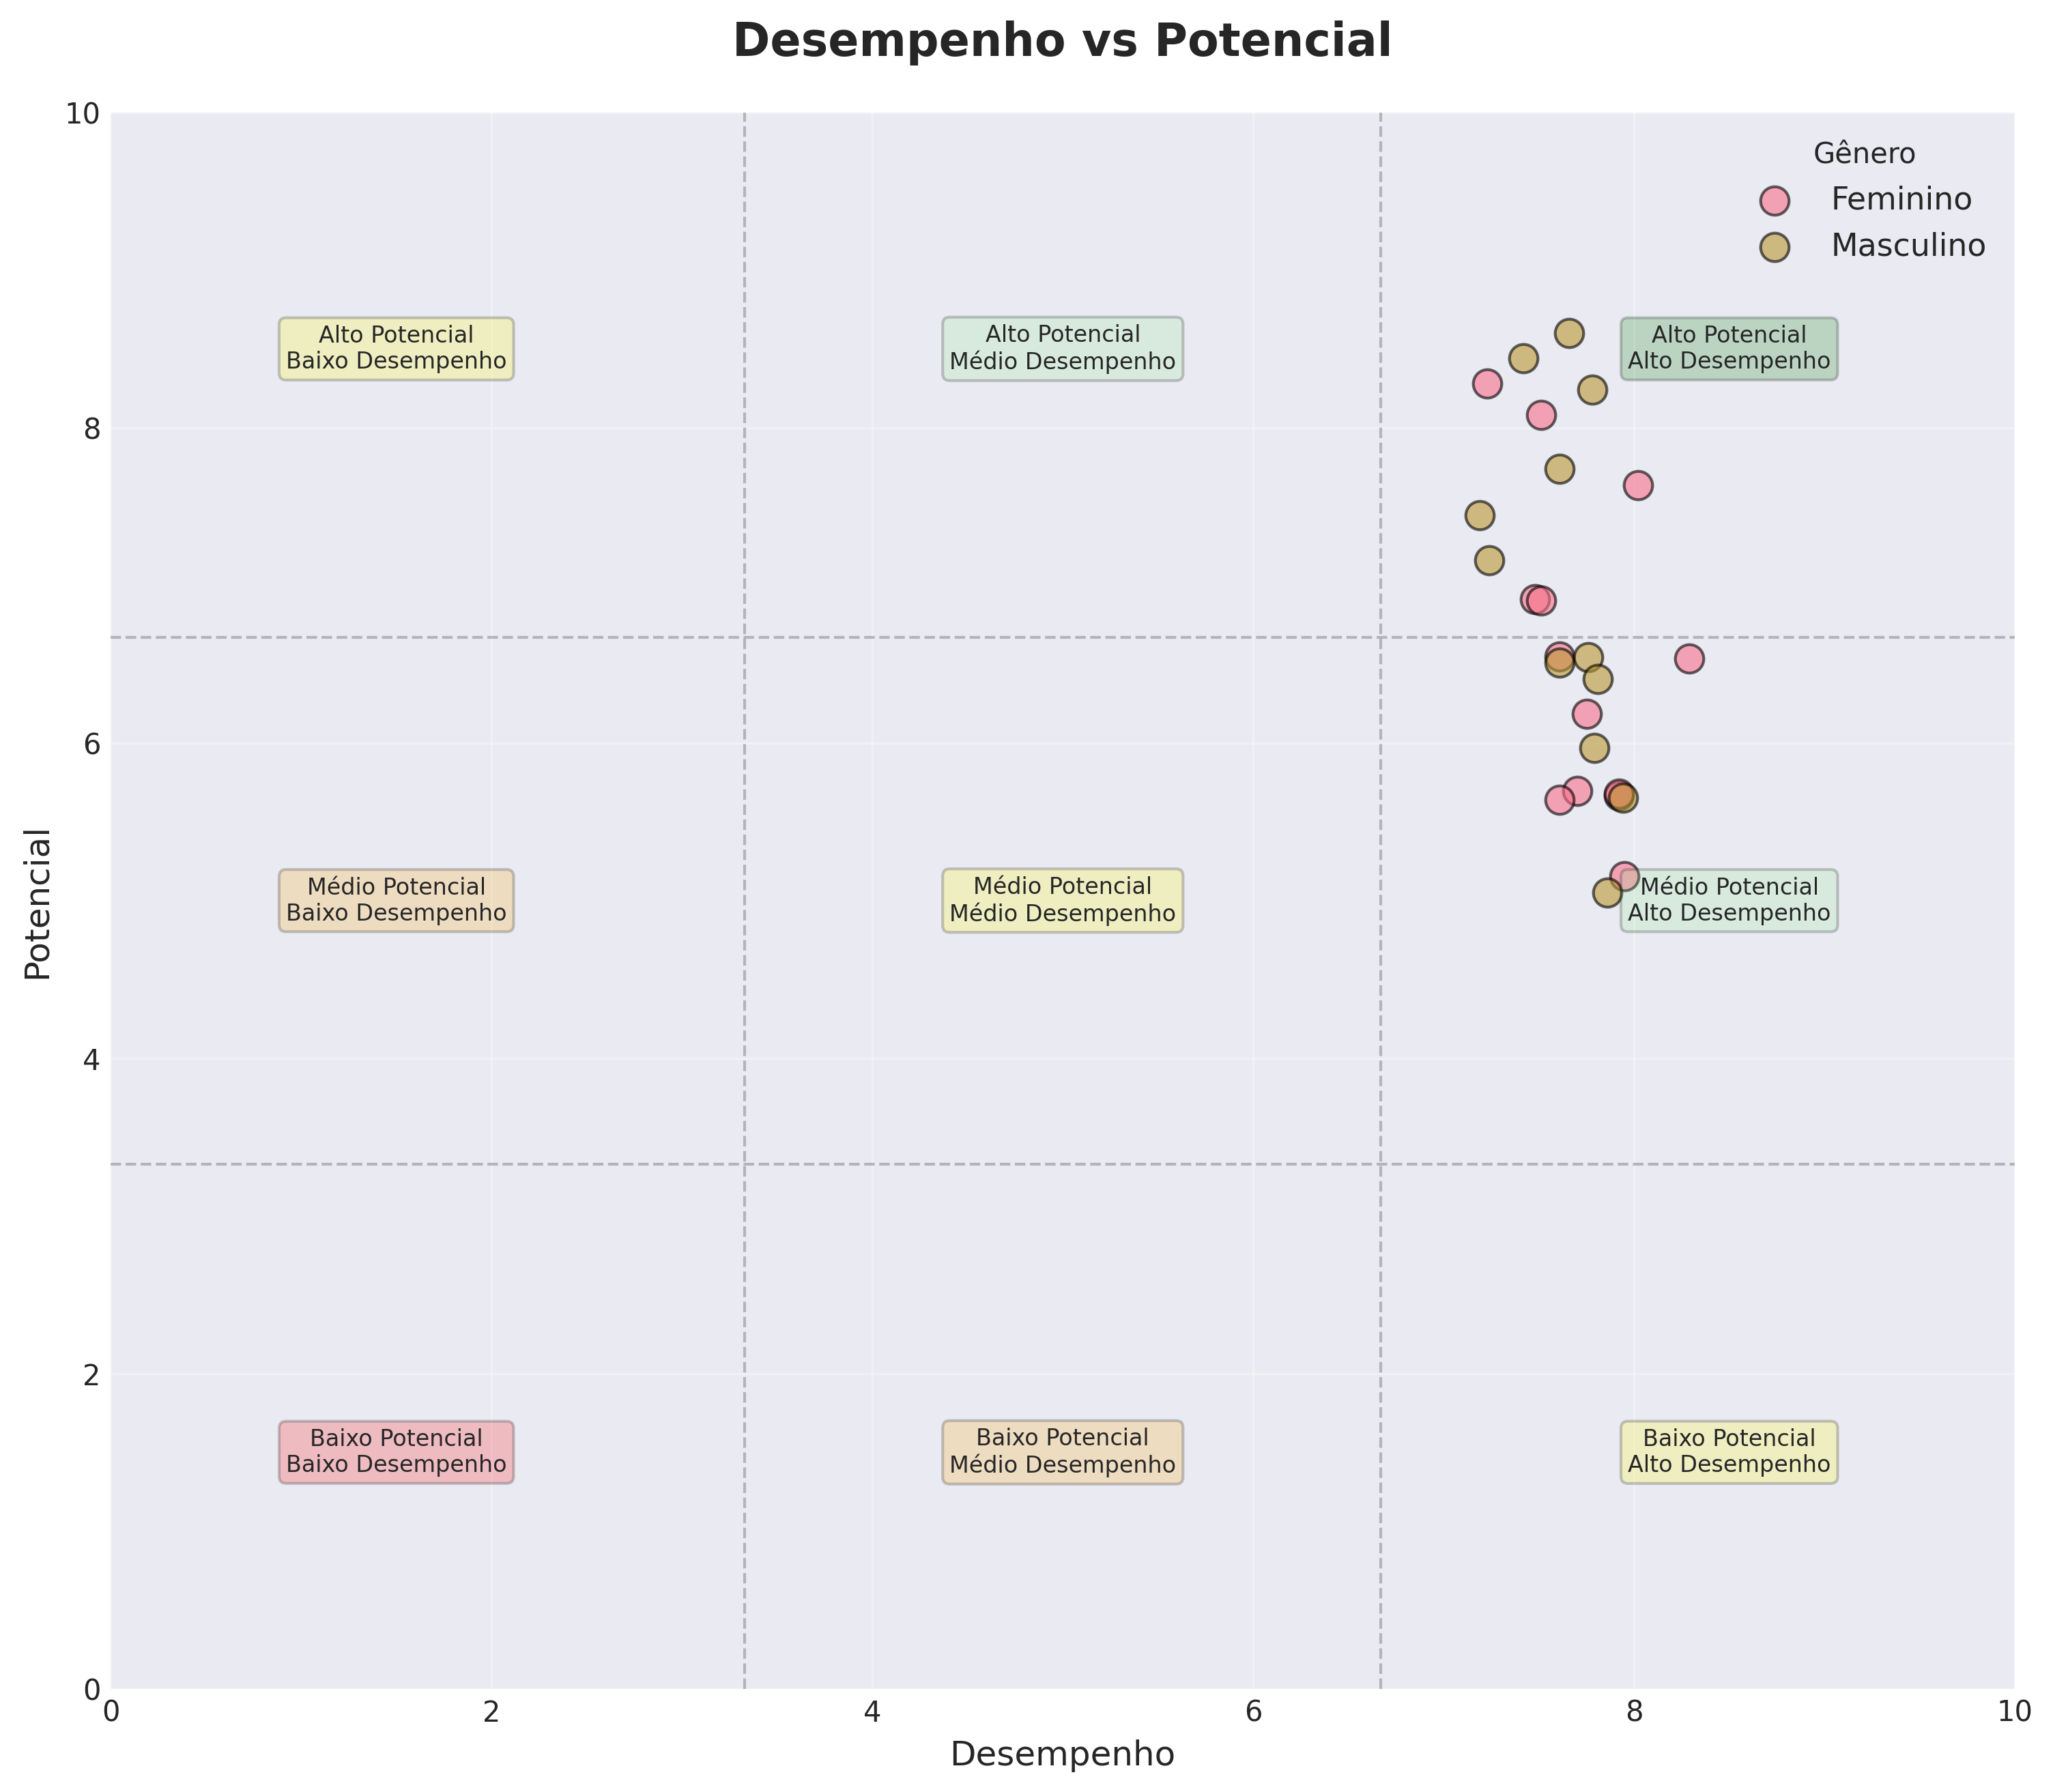 Desempenho vs Potencial
10
8
6
4
2
0
0
2
4
6
8
10
Potencial
Desempenho
Gênero
Feminino
Masculino
Alto Potencial
Baixo Desempenho
Alto Potencial
Médio Desempenho
Alto Potencial
Alto Desempenho
Médio Potencial
Baixo Desempenho
Médio Potencial
Médio Desempenho
Médio Potencial
Alto Desempenho
Baixo Potencial
Baixo Desempenho
Baixo Potencial
Médio Desempenho
Baixo Potencial
Alto Desempenho